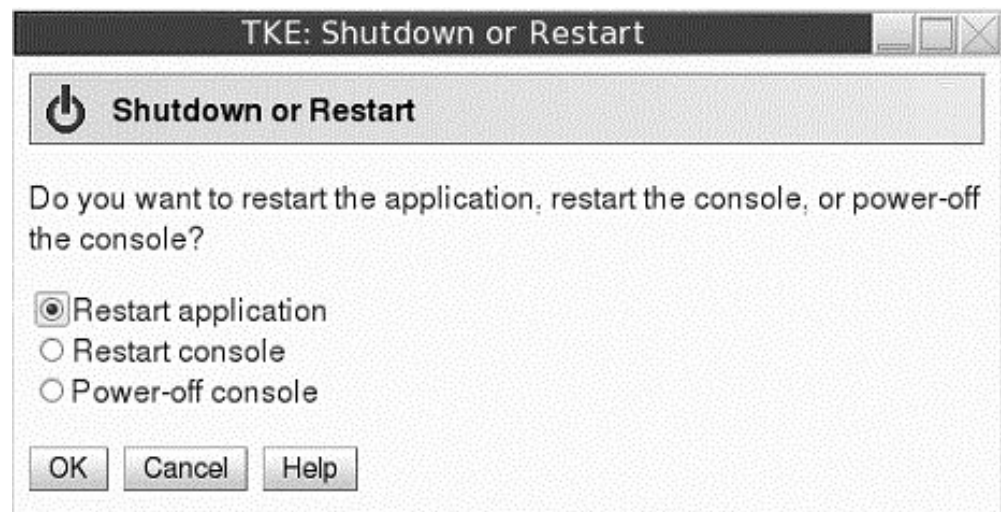 TKE: Shutdown or Restart
Shutdown or Restart
Do you want to restart the application, restart the console, or power-off
the console?
Restart application
Restart console
Power-off console
OK Cancel Help